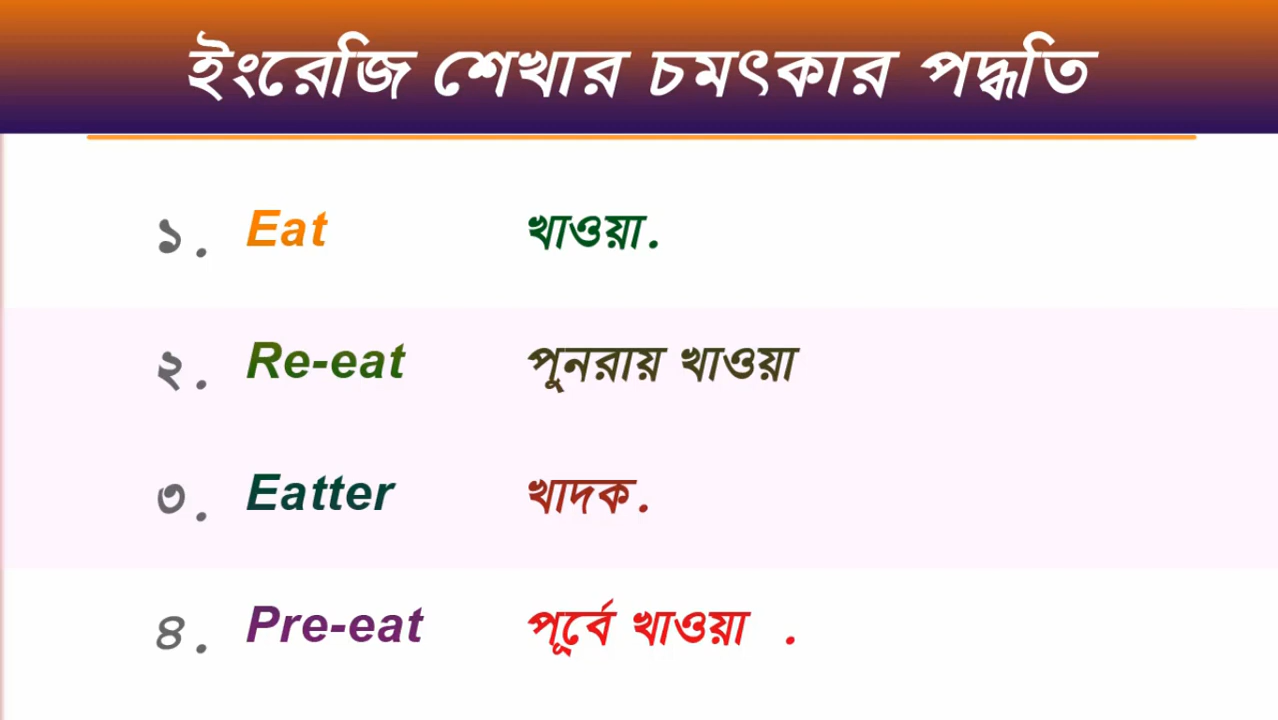 ইংরেজি শেখার চমৎকার পদ্ধতি
১. Eat খাওয়া.
২. Re-eat পুনরায় খাওয়া
৩. Eatter খাদক.
৪. Pre-eat পূর্বে খাওয়া .